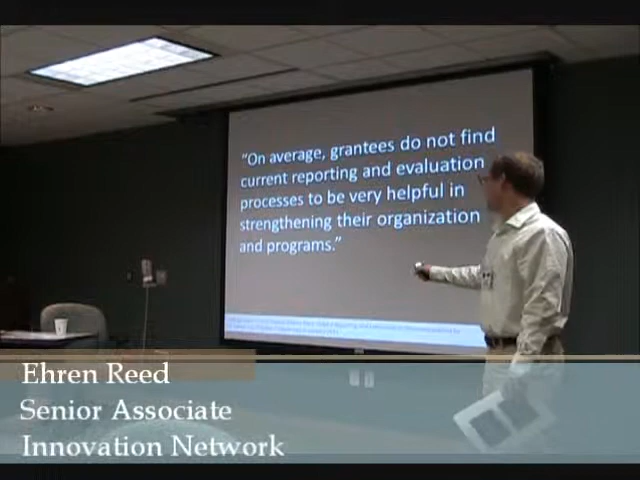 "On average, grantees do not find
current reporting and evaluation
processes to be very helpful in
strengthening their organization
and programs."
Ehren Reed
Senior Associate
Innovation Network